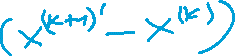 (x^{(k+1)'} - x^{(k)})